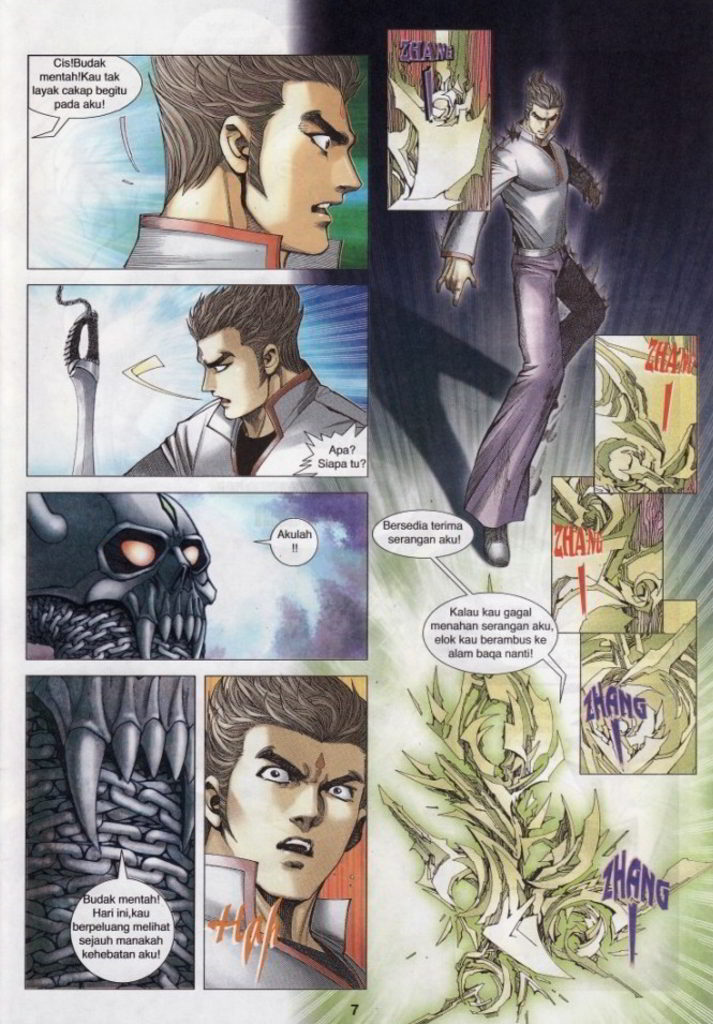 Cis!Budak
mentah!Kau tak
layak cakap begitu
pada aku!
Apa?
Siapa tu?
Akulah
!!
Budak mentah!
Hari ini,kau
berpeluang melihat
sejauh manakah
kehebatan aku!
Hah
ZHANG
!
Bersedia terima
serangan aku!
Kalau kau gagal
menahan serangan aku,
elok kau berambus ke
alam baqa nanti!
ZHANG
!
ZHANG
!
ZHANG
!
ZHANG
!
7